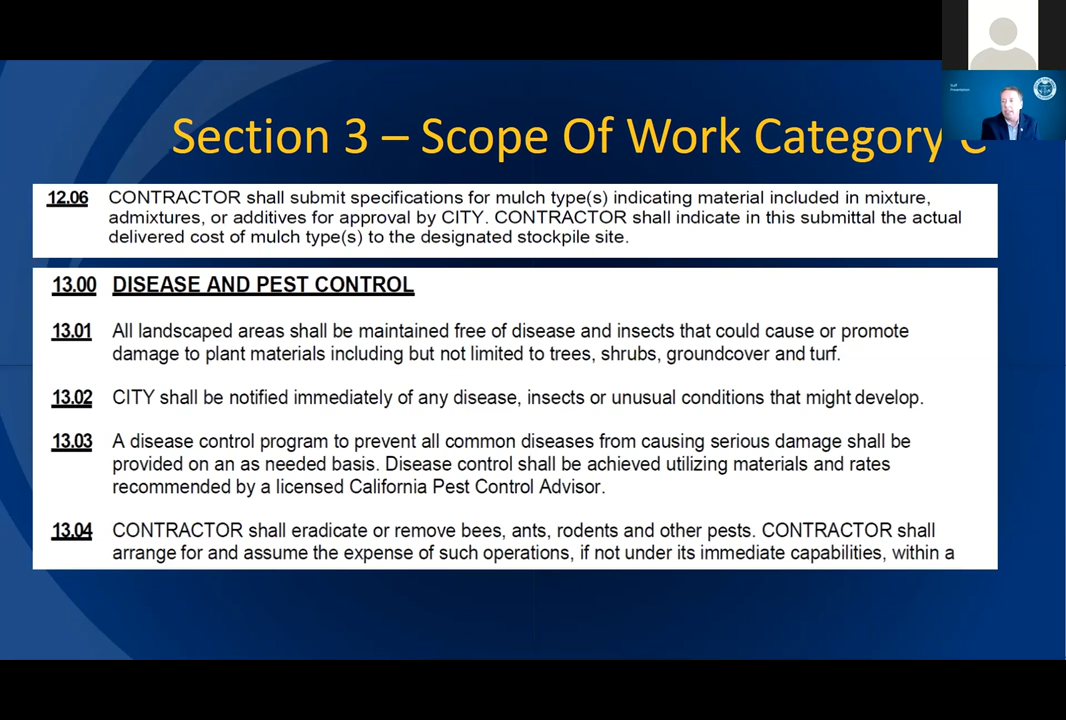 Section 3 – Scope Of Work Category
12.06 CONTRACTOR shall submit specifications for mulch type(s) indicating material included in mixture,
admixtures, or additives for approval by CITY. CONTRACTOR shall indicate in this submittal the actual
delivered cost of mulch type(s) to the designated stockpile site.
13.00 DISEASE AND PEST CONTROL
13.01 All landscaped areas shall be maintained free of disease and insects that could cause or promote
damage to plant materials including but not limited to trees, shrubs, groundcover and turf.
13.02 CITY shall be notified immediately of any disease, insects or unusual conditions that might develop.
13.03 A disease control program to prevent all common diseases from causing serious damage shall be
provided on an as needed basis. Disease control shall be achieved utilizing materials and rates
recommended by a licensed California Pest Control Advisor.
13.04 CONTRACTOR shall eradicate or remove bees, ants, rodents and other pests. CONTRACTOR shall
arrange for and assume the expense of such operations, if not under its immediate capabilities, within a